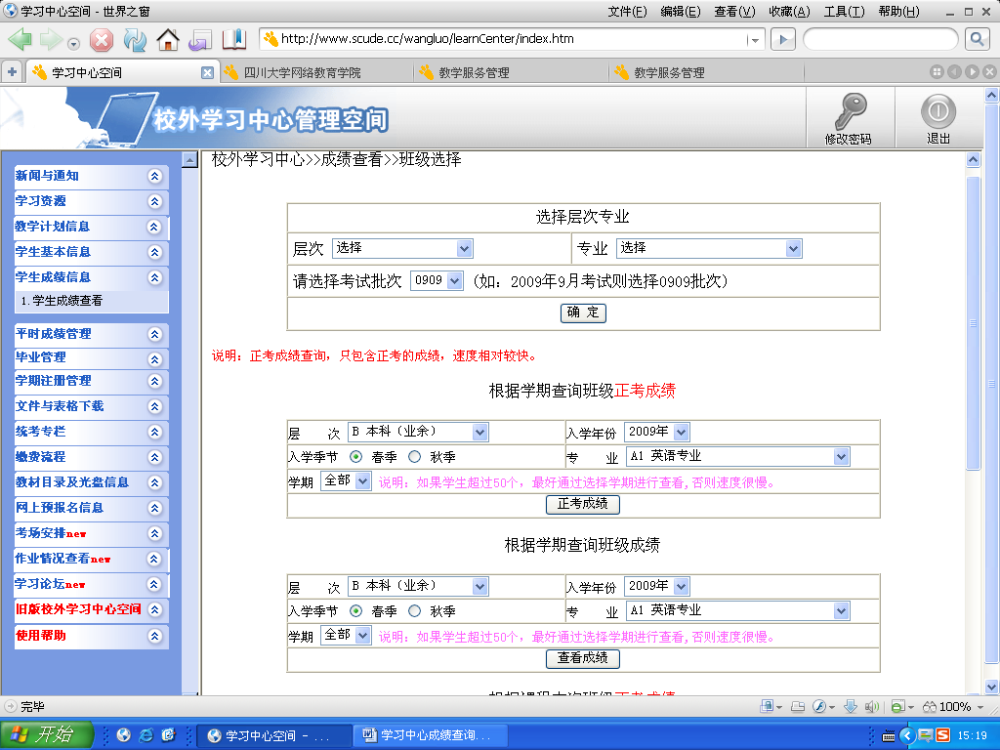 学习中心空间 - 世界之窗
文件(F) 编辑(E) 查看(V) 收藏(A) 工具(T) 帮助(H)
http://www.scude.cc/wangluo/learnCenter/index.htm
学习中心空间 四川大学网络教育学院 教学服务管理 教学服务管理
校外学习中心管理空间
修改密码 退出
新闻与通知
学习资源
教学计划信息
学生基本信息
学生成绩信息
1.学生成绩查看
平时成绩管理
毕业管理
学期注册管理
文件与表格下载
统考专栏
缴费流程
教材目录及光盘信息
网上预报名信息
考场安排new
作业情况查看new
学习论坛new
旧版校外学习中心空间
使用帮助
校外学习中心>>成绩查看>>班级选择
选择层次专业
层次 选择 专业 选择
请选择考试批次 0909 (如：2009年9月考试则选择0909批次)
确 定
说明：正考成绩查询，只包含正考的成绩，速度相对较快。
根据学期查询班级正考成绩
层 次 B 本科（业余） 入学年份 2009年
入学季节 春季 秋季 专 业 A1 英语专业
学期 全部 说明：如果学生超过50个，最好通过选择学期进行查看,否则速度很慢。
正考成绩
根据学期查询班级成绩
层 次 B 本科（业余） 入学年份 2009年
入学季节 春季 秋季 专 业 A1 英语专业
学期 全部 说明：如果学生超过50个，最好通过选择学期进行查看,否则速度很慢。
查看成绩
根据课程查询班级正考成绩
完毕 100%
开始 学习中心空间 - ... 学习中心成绩查询... 15:19